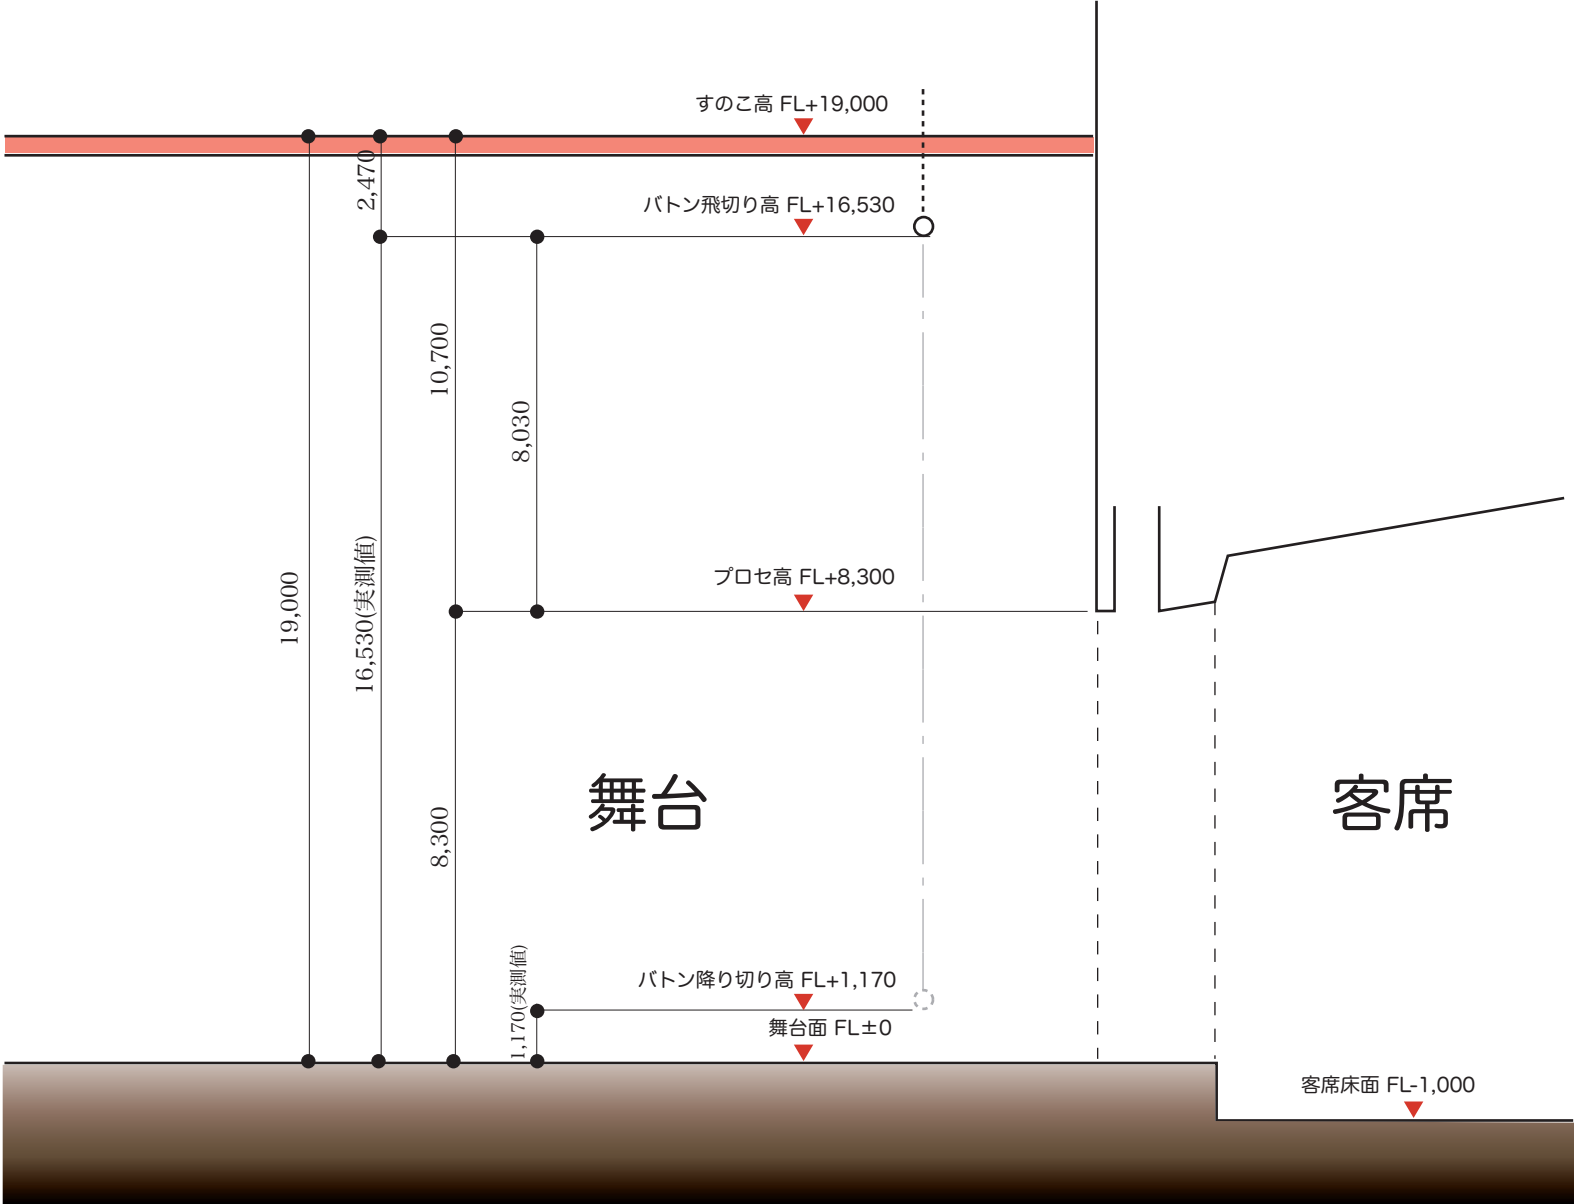 すのこ高 FL+19,000
2,470
バトン飛切り高 FL+16,530
10,700
8,030
16,530(実測値)
19,000
プロセ高 FL+8,300
舞台
客席
8,300
1,170(実測値)
バトン降り切り高 FL+1,170
舞台面 FL±0
客席床面 FL-1,000